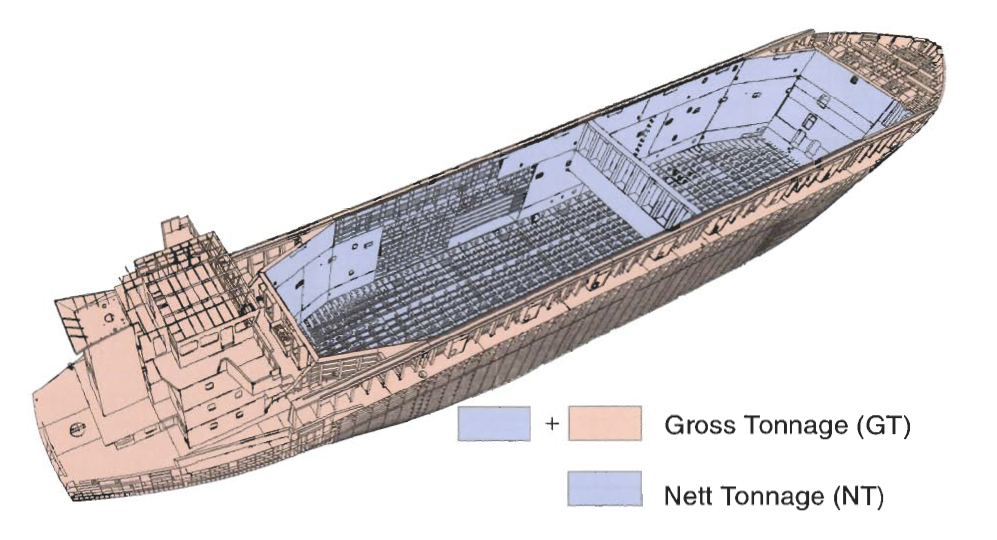 + Gross Tonnage (GT)
Nett Tonnage (NT)